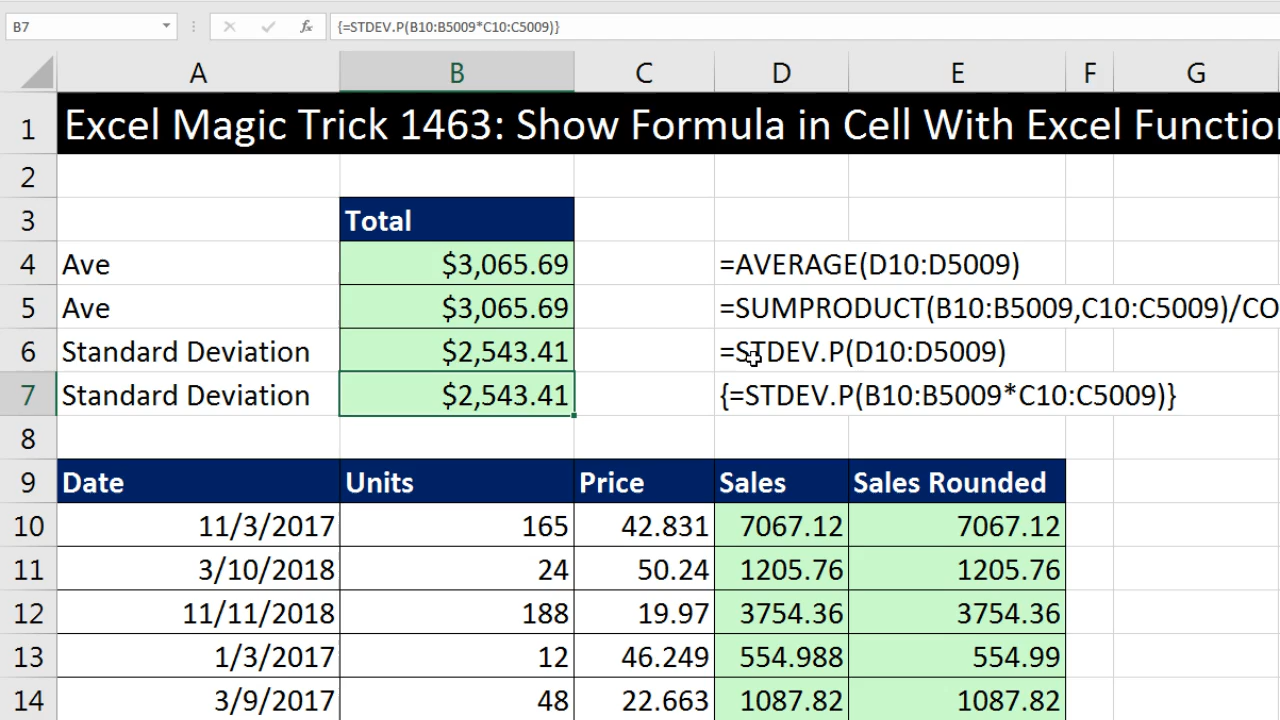 B7 fx {=STDEV.P(B10:B5009*C10:C5009)}
A B C D E F G
1 Excel Magic Trick 1463: Show Formula in Cell With Excel Function
2
3 Total
4 Ave $3,065.69 =AVERAGE(D10:D5009)
5 Ave $3,065.69 =SUMPRODUCT(B10:B5009,C10:C5009)/CO
6 Standard Deviation $2,543.41 =STDEV.P(D10:D5009)
7 Standard Deviation $2,543.41 {=STDEV.P(B10:B5009*C10:C5009)}
8
9 Date Units Price Sales Sales Rounded
10 11/3/2017 165 42.831 7067.12 7067.12
11 3/10/2018 24 50.24 1205.76 1205.76
12 11/11/2018 188 19.97 3754.36 3754.36
13 1/3/2017 12 46.249 554.988 554.99
14 3/9/2017 48 22.663 1087.82 1087.82